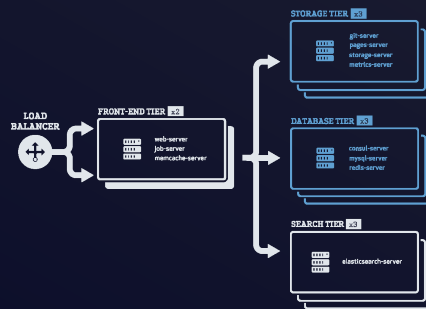 STORAGE TIER x3
git-server
pages-server
storage-server
metrics-server
LOAD
BALANCER
FRONT-END TIER x2
web-server
job-server
memcache-server
DATABASE TIER x3
consul-server
mysql-server
redis-server
SEARCH TIER x3
elasticsearch-server